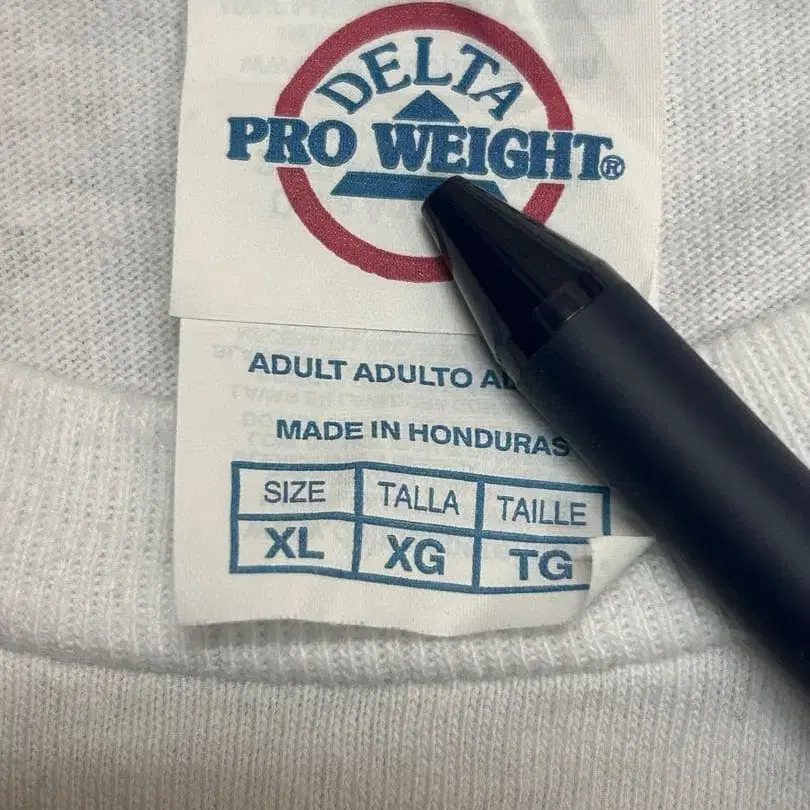 DELTA
PRO WEIGHT®
ADULT ADULTO
MADE IN HONDURAS
SIZE TALLA TAILLE
XL XG TG